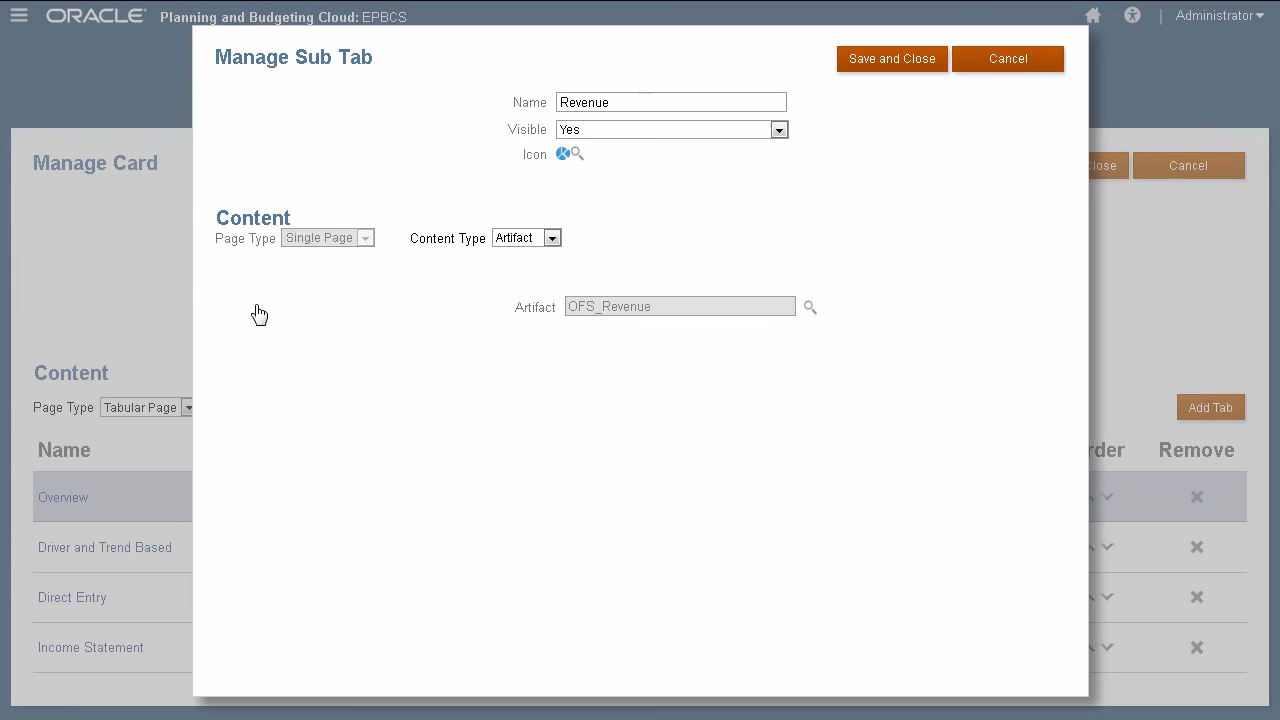 ORACLE Planning and Budgeting Cloud: EPBCS Administrator
Manage Sub Tab
Save and Close
Cancel
Name Revenue
Visible Yes
Icon
Content
Page Type Single Page
Content Type Artifact
Artifact OFS_Revenue
Manage Card
Cancel
Content
Page Type Tabular Page
Add Tab
Name
Remove
Overview
Driver and Trend Based
Direct Entry
Income Statement